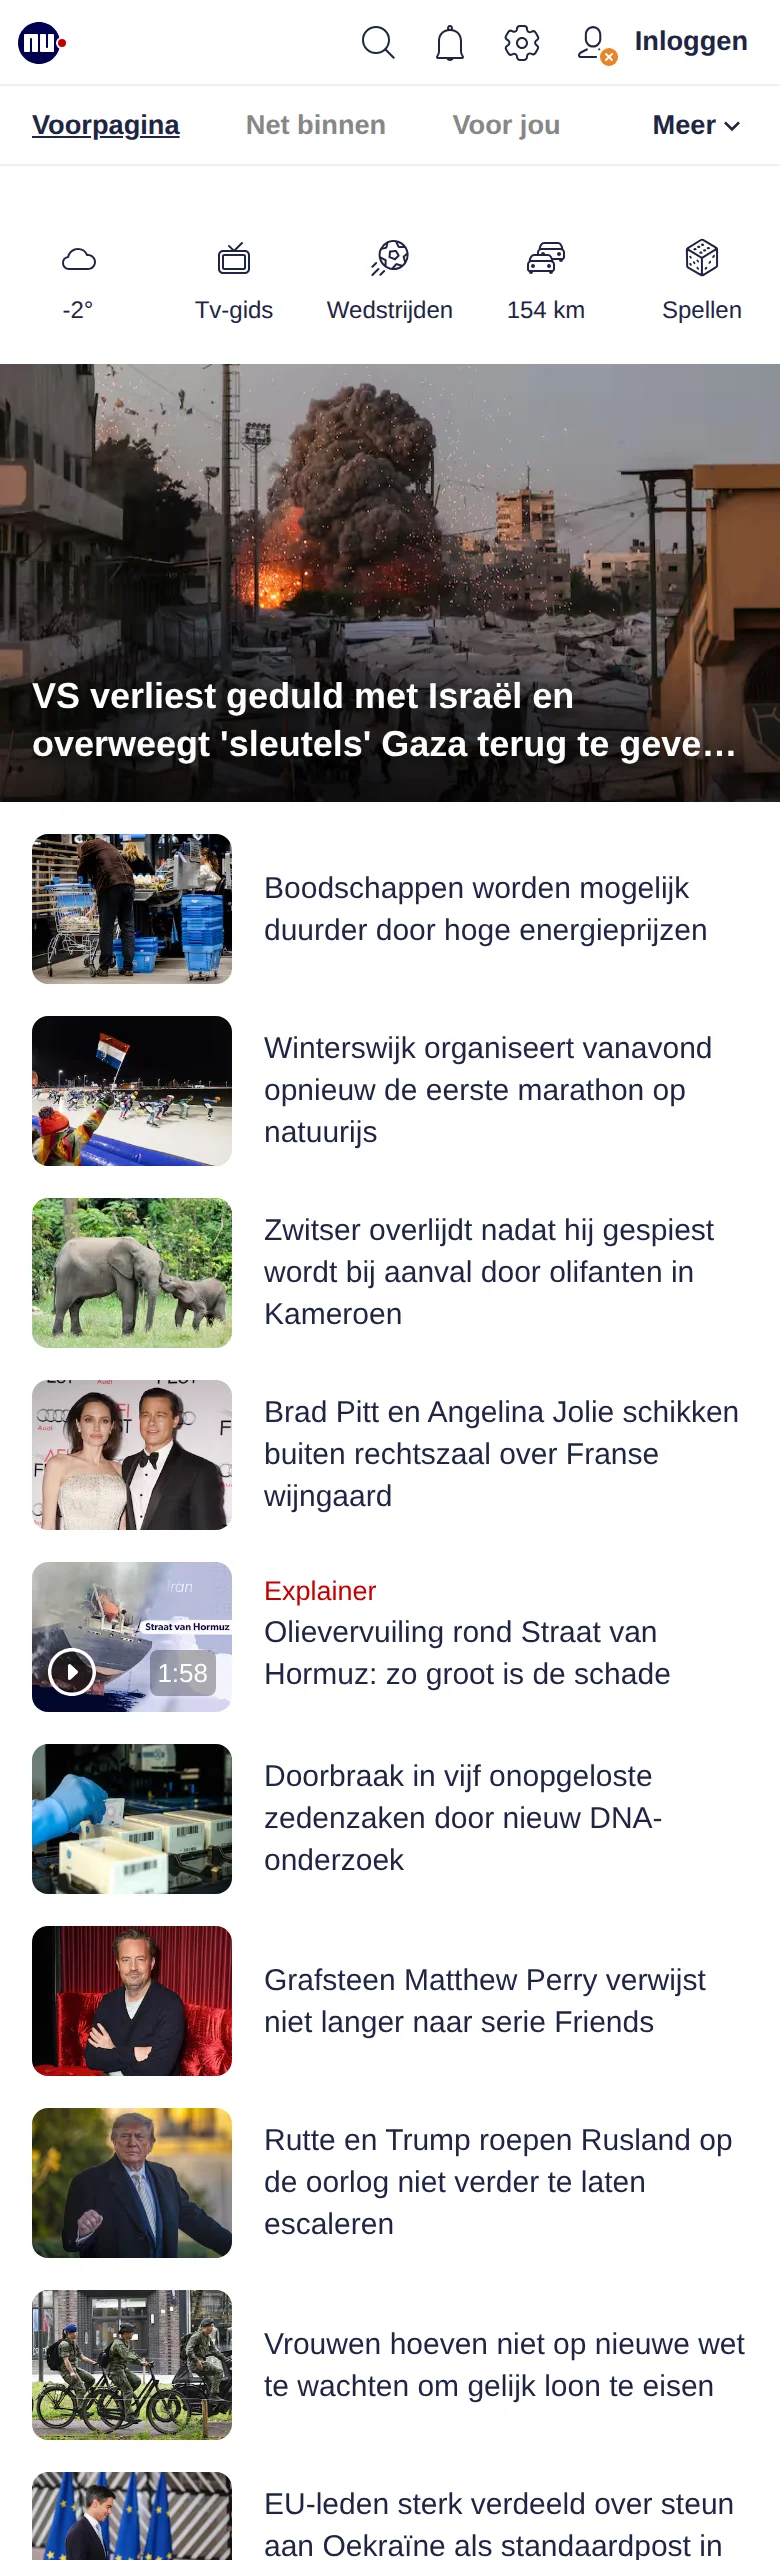 nu
Inloggen
Voorpagina
Net binnen
Voor jou
Meer
-2°
Tv-gids
Wedstrijden
154 km
Spellen
VS verliest geduld met Israël en
overweegt 'sleutels' Gaza terug te geve…
Boodschappen worden mogelijk
duurder door hoge energieprijzen
Winterswijk organiseert vanavond
opnieuw de eerste marathon op
natuurijs
Zwitser overlijdt nadat hij gespiest
wordt bij aanval door olifanten in
Kameroen
Audi
Audi
AFI
FEST
Brad Pitt en Angelina Jolie schikken
buiten rechtszaal over Franse
wijngaard
Iran
Straat van Hormuz
1:58
Explainer
Olievervuiling rond Straat van
Hormuz: zo groot is de schade
Doorbraak in vijf onopgeloste
zedenzaken door nieuw DNA-
onderzoek
Grafsteen Matthew Perry verwijst
niet langer naar serie Friends
Rutte en Trump roepen Rusland op
de oorlog niet verder te laten
escaleren
Vrouwen hoeven niet op nieuwe wet
te wachten om gelijk loon te eisen
EU-leden sterk verdeeld over steun
aan Oekraïne als standaardpost in